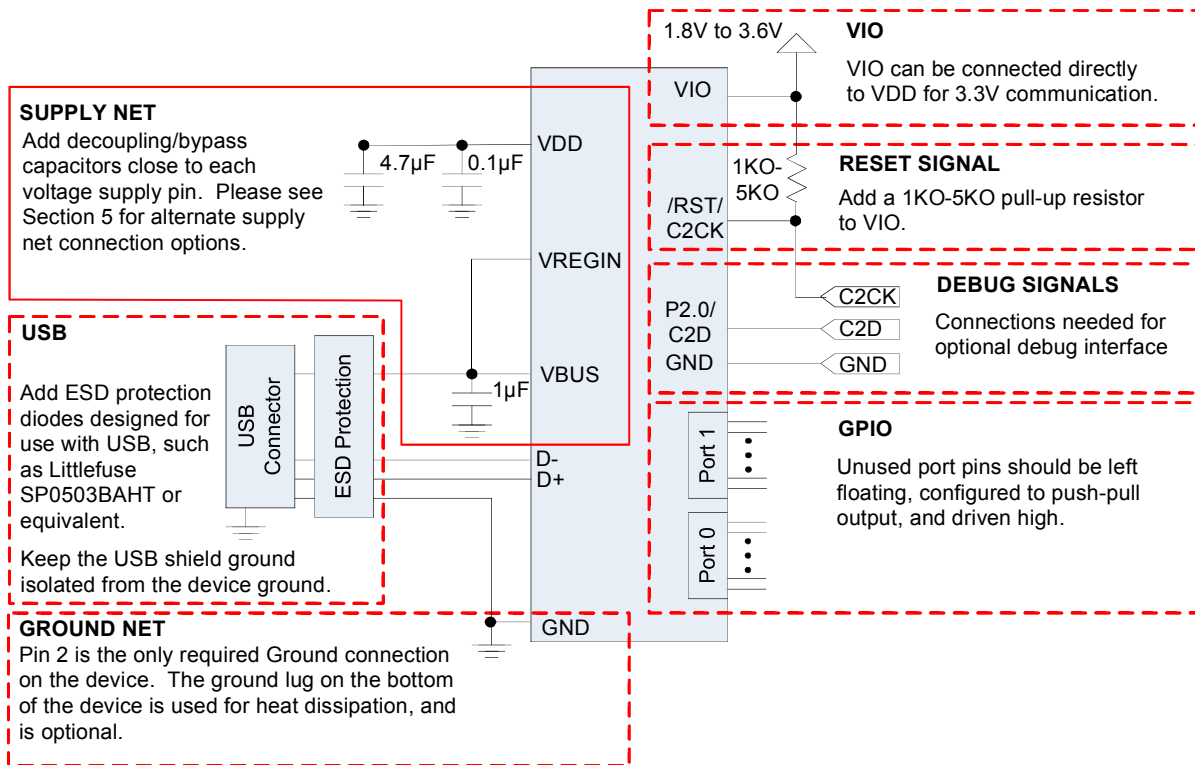 SUPPLY NET
Add decoupling/bypass
capacitors close to each
voltage supply pin.  Please see
Section 5 for alternate supply
net connection options.
4.7µF
0.1µF
VDD
VREGIN
VBUS
1µF
USB
Add ESD protection
diodes designed for
use with USB, such
as Littlefuse
SP0503BAHT or
equivalent.
Keep the USB shield ground
isolated from the device ground.
USB
Connector
ESD Protection
D-
D+
GROUND NET
Pin 2 is the only required Ground connection
on the device.  The ground lug on the bottom
of the device is used for heat dissipation, and
is optional.
GND
1.8V to 3.6V
VIO
VIO
VIO can be connected directly
to VDD for 3.3V communication.
1KO-
5KO
/RST/
C2CK
RESET SIGNAL
Add a 1KO-5KO pull-up resistor
to VIO.
P2.0/
C2D
GND
C2CK
C2D
GND
DEBUG SIGNALS
Connections needed for
optional debug interface
Port 1
Port 0
GPIO
Unused port pins should be left
floating, configured to push-pull
output, and driven high.